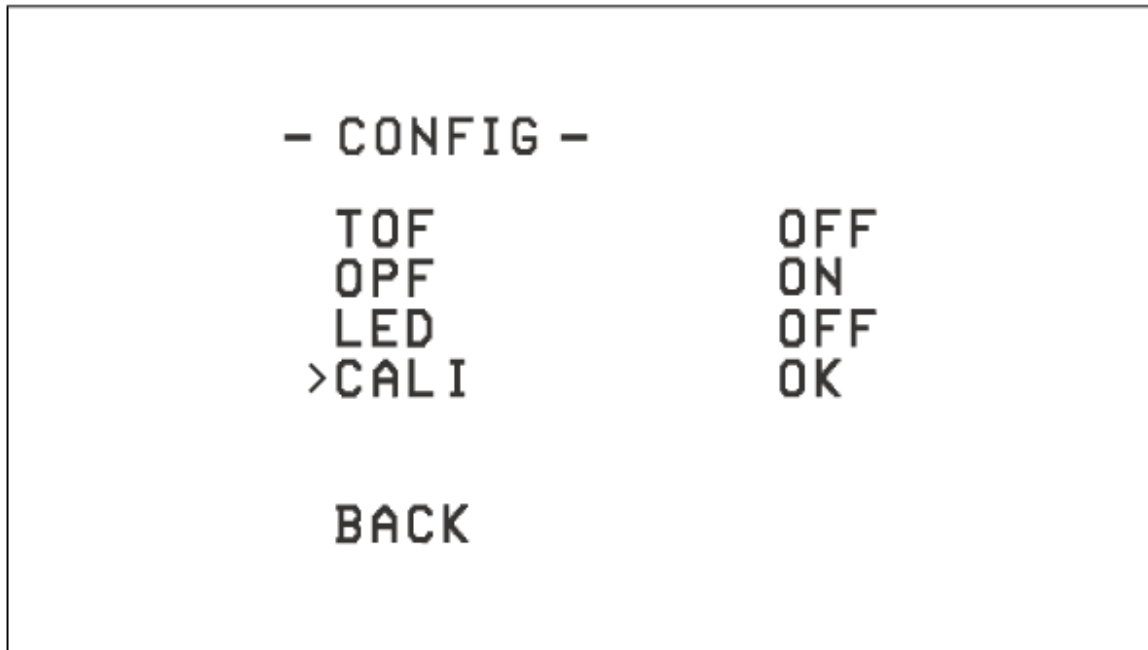 - CONFIG -
TOF OFF
OPF ON
LED OFF
>CALI OK
BACK